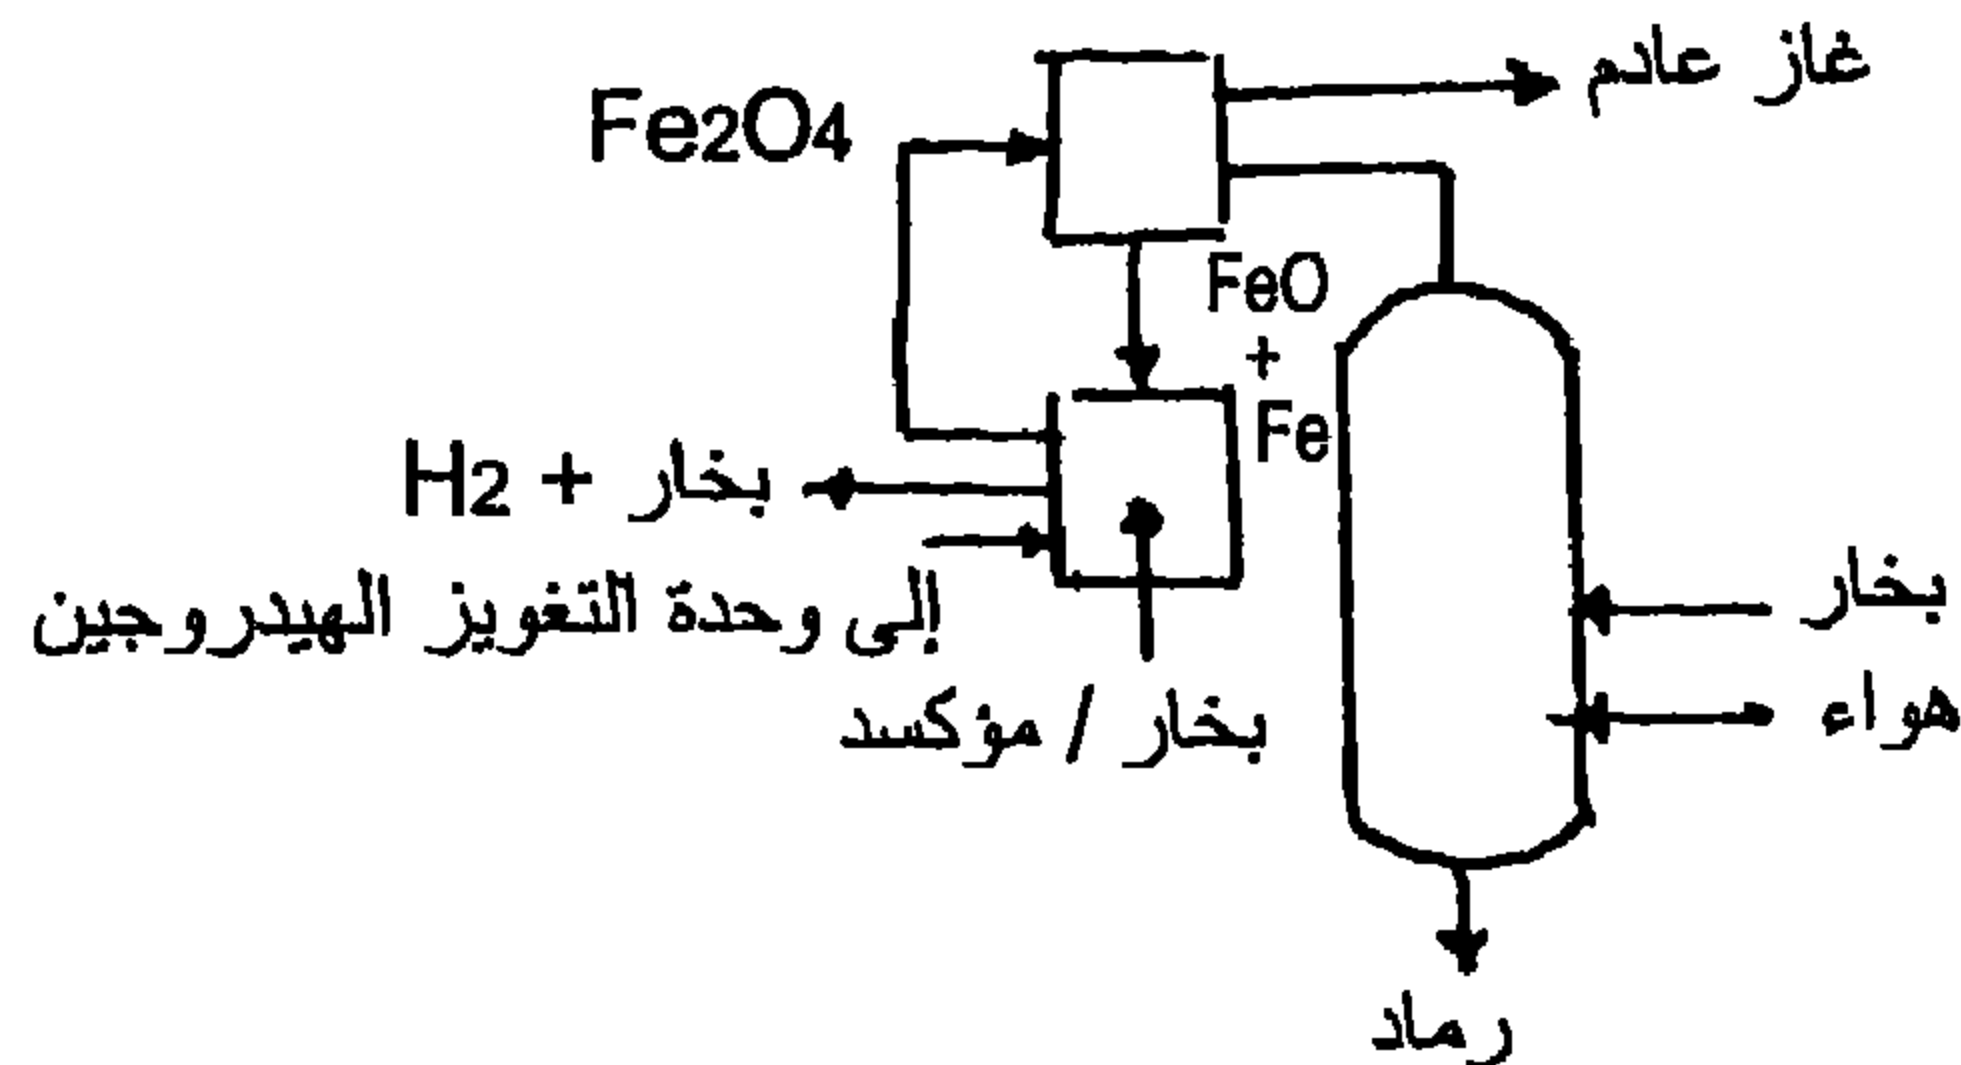 غاز عادم
Fe2O4
FeO
+
Fe
H2 + بخار
إلى وحدة التغويز الهيدروجين
بخار / مؤكسد
بخار
هواء
رماد